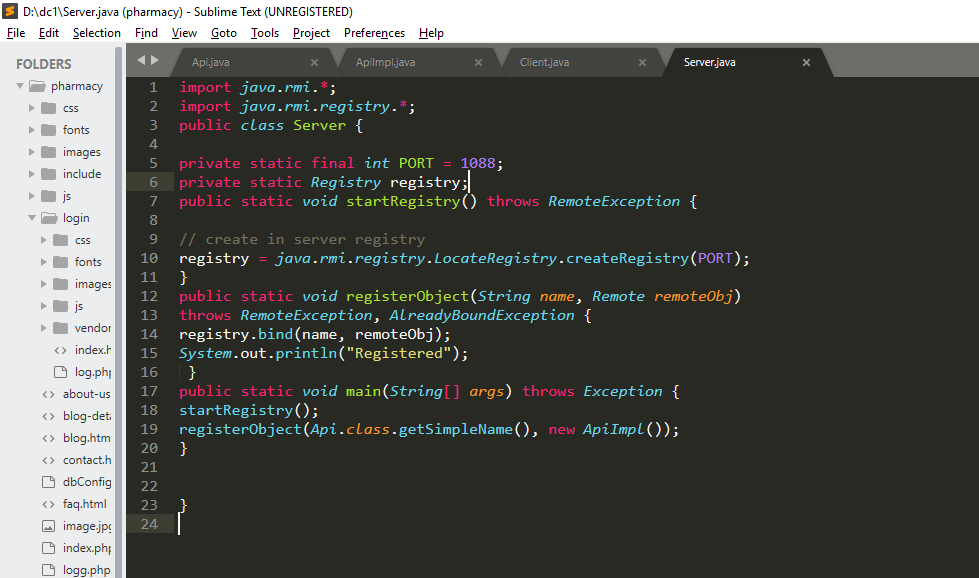 D:\dc1\Server.java (pharmacy) - Sublime Text (UNREGISTERED)
File Edit Selection Find View Goto Tools Project Preferences Help
FOLDERS
pharmacy
css
fonts
images
include
js
login
css
fonts
images
js
vendor
index.h
log.php
about-us
blog-deta
blog.htm
contact.h
dbConfig
faq.html
image.jpg
index.php
logg.php
Api.java × ApiImpl.java × Client.java × Server.java ×
1 import java.rmi.*;
2 import java.rmi.registry.*;
3 public class Server {
4
5 private static final int PORT = 1088;
6 private static Registry registry;
7 public static void startRegistry() throws RemoteException {
8
9 // create in server registry
10 registry = java.rmi.registry.LocateRegistry.createRegistry(PORT);
11 }
12 public static void registerObject(String name, Remote remoteObj)
13 throws RemoteException, AlreadyBoundException {
14 registry.bind(name, remoteObj);
15 System.out.println("Registered");
16 }
17 public static void main(String[] args) throws Exception {
18 startRegistry();
19 registerObject(Api.class.getSimpleName(), new ApiImpl());
20 }
21
22
23 }
24